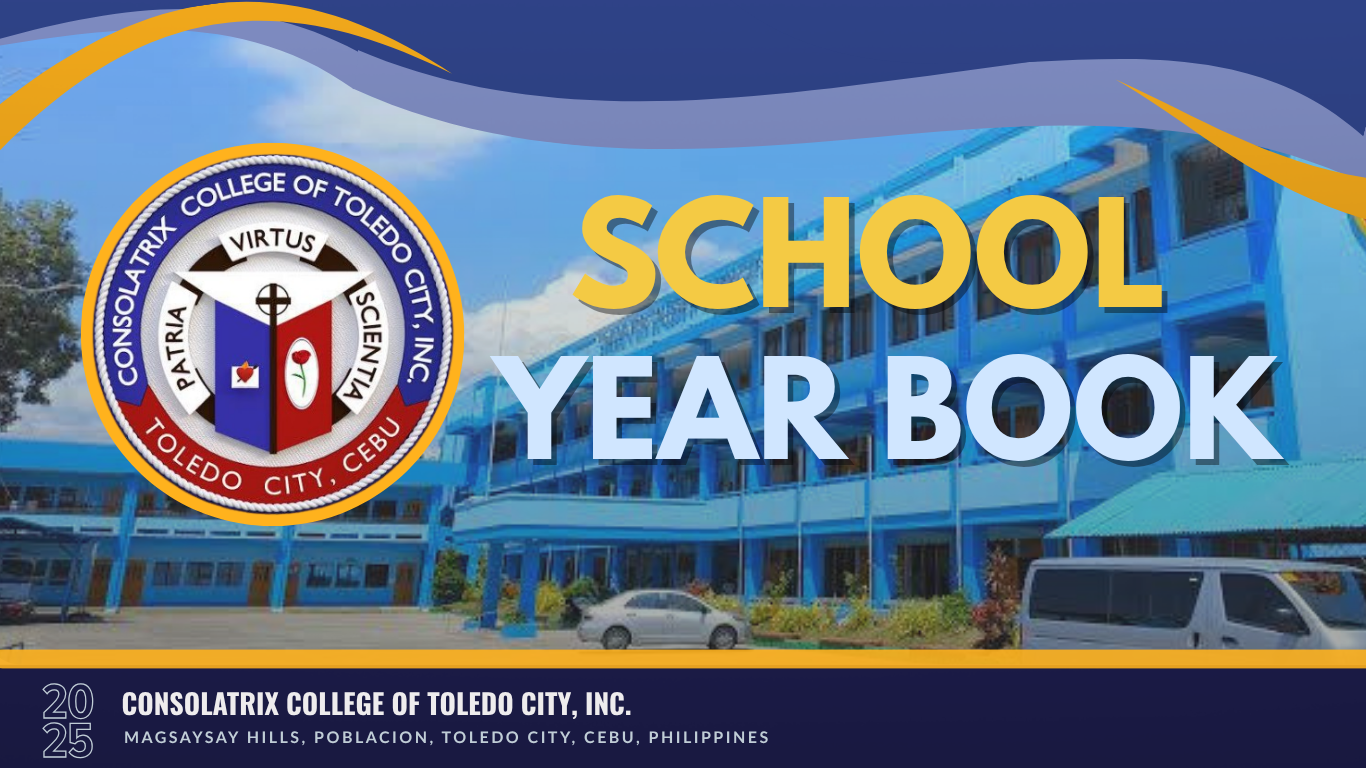 CONSOLATRIX COLLEGE OF TOLEDO CITY, INC.
VIRTUS
PATRIA
SCIENTIA
TOLEDO CITY, CEBU
SCHOOL
YEAR BOOK
20
25
CONSOLATRIX COLLEGE OF TOLEDO CITY, INC.
MAGSAYSAY HILLS, POBLACION, TOLEDO CITY, CEBU, PHILIPPINES